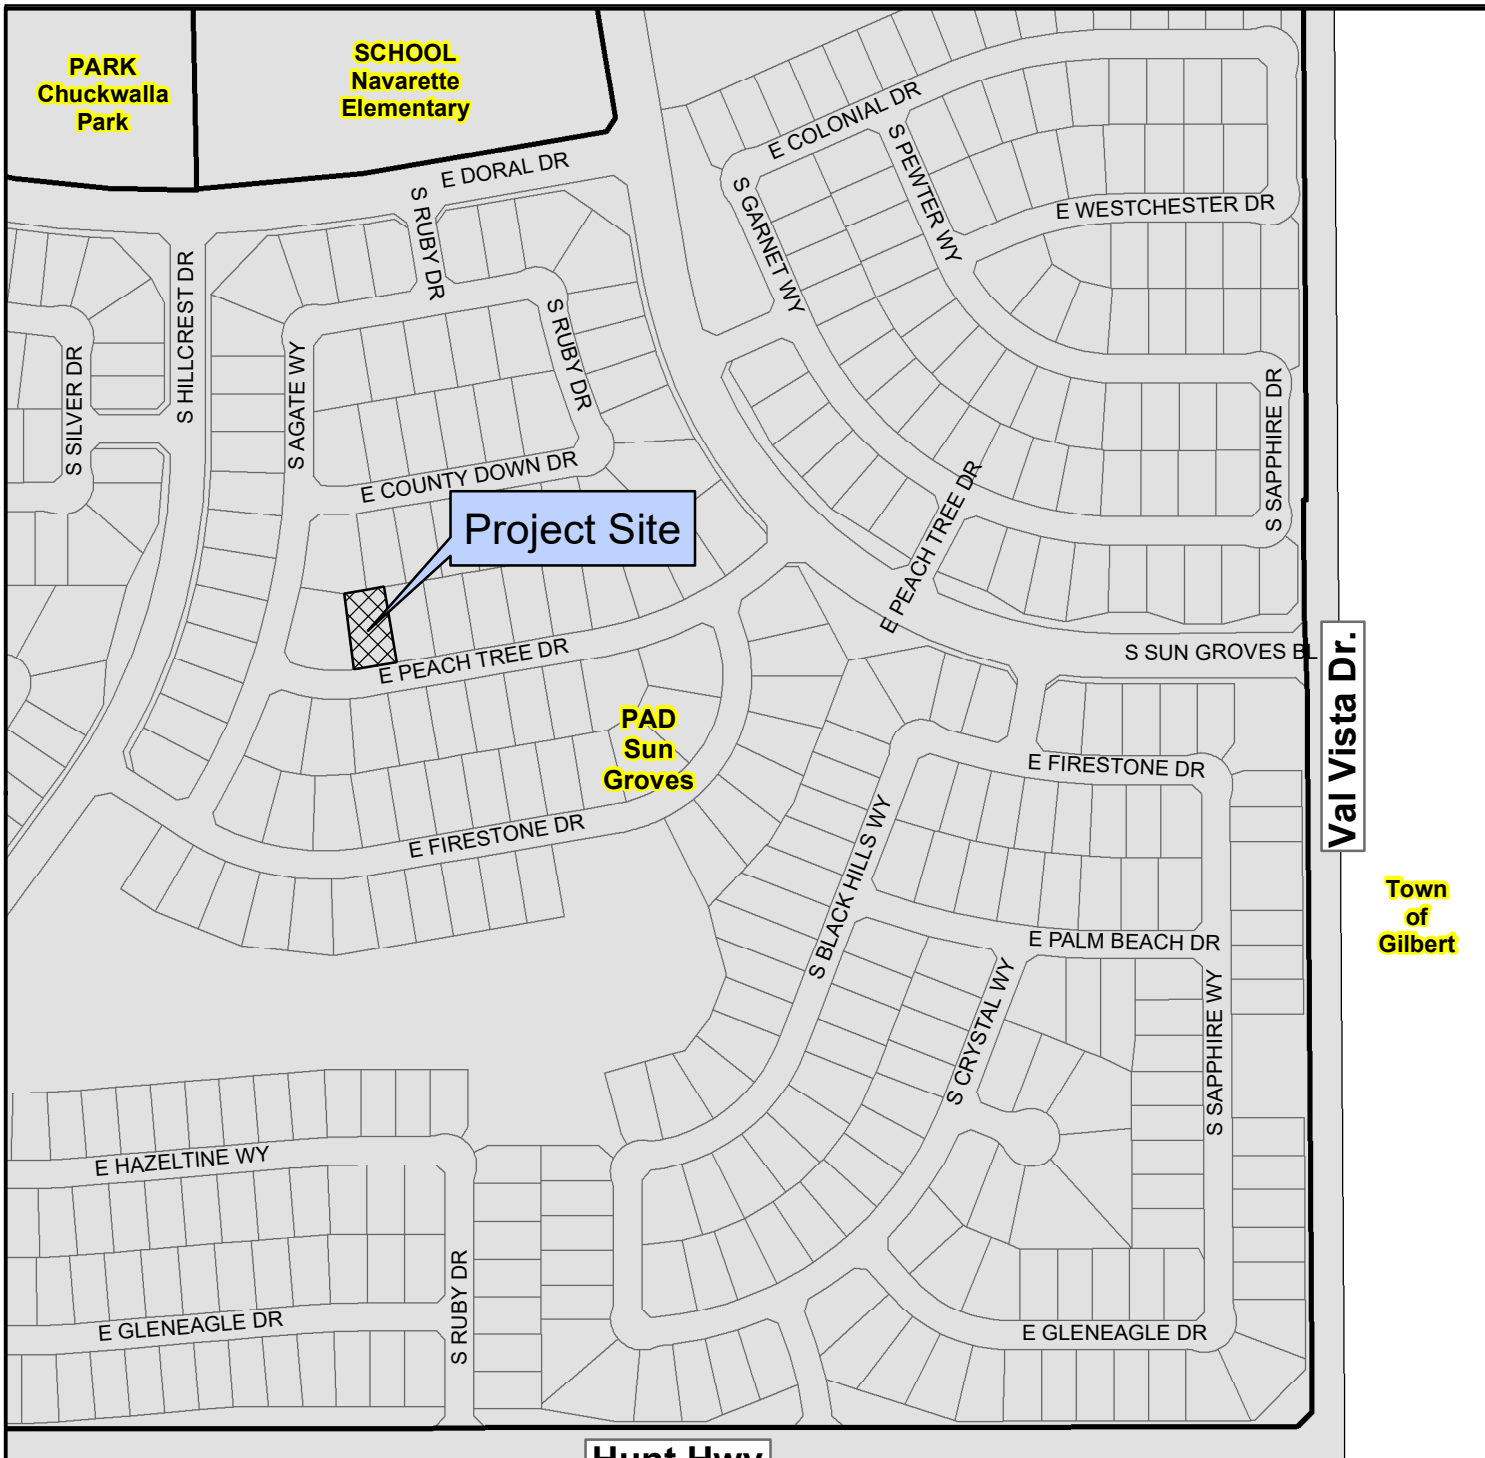 PARK
Chuckwalla
Park
SCHOOL
Navarette
Elementary
E DORAL DR
E COLONIAL DR
S PEWTER WY
S GARNET WY
E WESTCHESTER DR
S RUBY DR
S RUBY DR
S HILLCREST DR
S SILVER DR
S AGATE WY
E COUNTY DOWN DR
Project Site
S SAPPHIRE DR
E PEACH TREE DR
E PEACH TREE DR
S SUN GROVES BL
Val Vista Dr.
PAD
Sun
Groves
E FIRESTONE DR
E FIRESTONE DR
S BLACK HILLS WY
Town
of
Gilbert
E PALM BEACH DR
S CRYSTAL WY
S SAPPHIRE WY
E HAZELTINE WY
S RUBY DR
E GLENEAGLE DR
E GLENEAGLE DR
Hunt Hwy